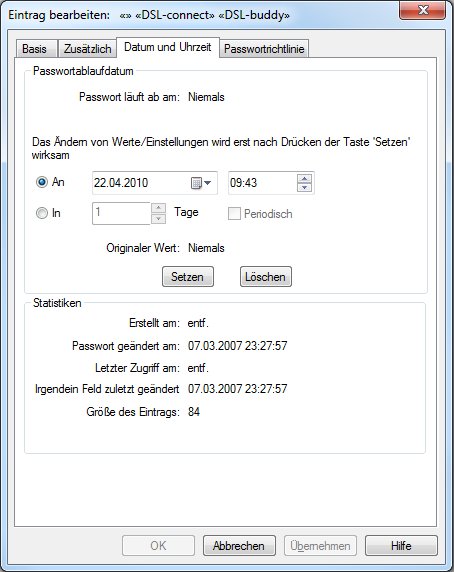 Eintrag bearbeiten: «» «DSL-connect» «DSL-buddy»
Basis Zusätzlich Datum und Uhrzeit Passwortrichtlinie
Passwortablaufdatum
Passwort läuft ab am: Niemals
Das Ändern von Werte/Einstellungen wird erst nach Drücken der Taste 'Setzen'
wirksam
An 22.04.2010 09:43
In 1 Tage Periodisch
Originaler Wert: Niemals
Setzen Löschen
Statistiken
Erstellt am: entf.
Passwort geändert am: 07.03.2007 23:27:57
Letzter Zugriff am: entf.
Irgendein Feld zuletzt geändert 07.03.2007 23:27:57
Größe des Eintrags: 84
OK Abbrechen Übernehmen Hilfe